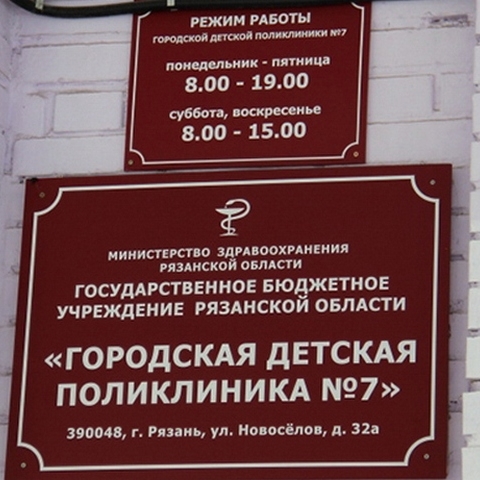 РЕЖИМ РАБОТЫ
ГОРОДСКОЙ ДЕТСКОЙ ПОЛИКЛИНИКИ №7
понедельник - пятница
8.00 - 19.00
суббота, воскресенье
8.00 - 15.00
МИНИСТЕРСТВО ЗДРАВООХРАНЕНИЯ
РЯЗАНСКОЙ ОБЛАСТИ
ГОСУДАРСТВЕННОЕ БЮДЖЕТНОЕ
УЧРЕЖДЕНИЕ РЯЗАНСКОЙ ОБЛАСТИ
«ГОРОДСКАЯ ДЕТСКАЯ
ПОЛИКЛИНИКА №7»
390048, г. Рязань, ул. Новосёлов, д. 32а